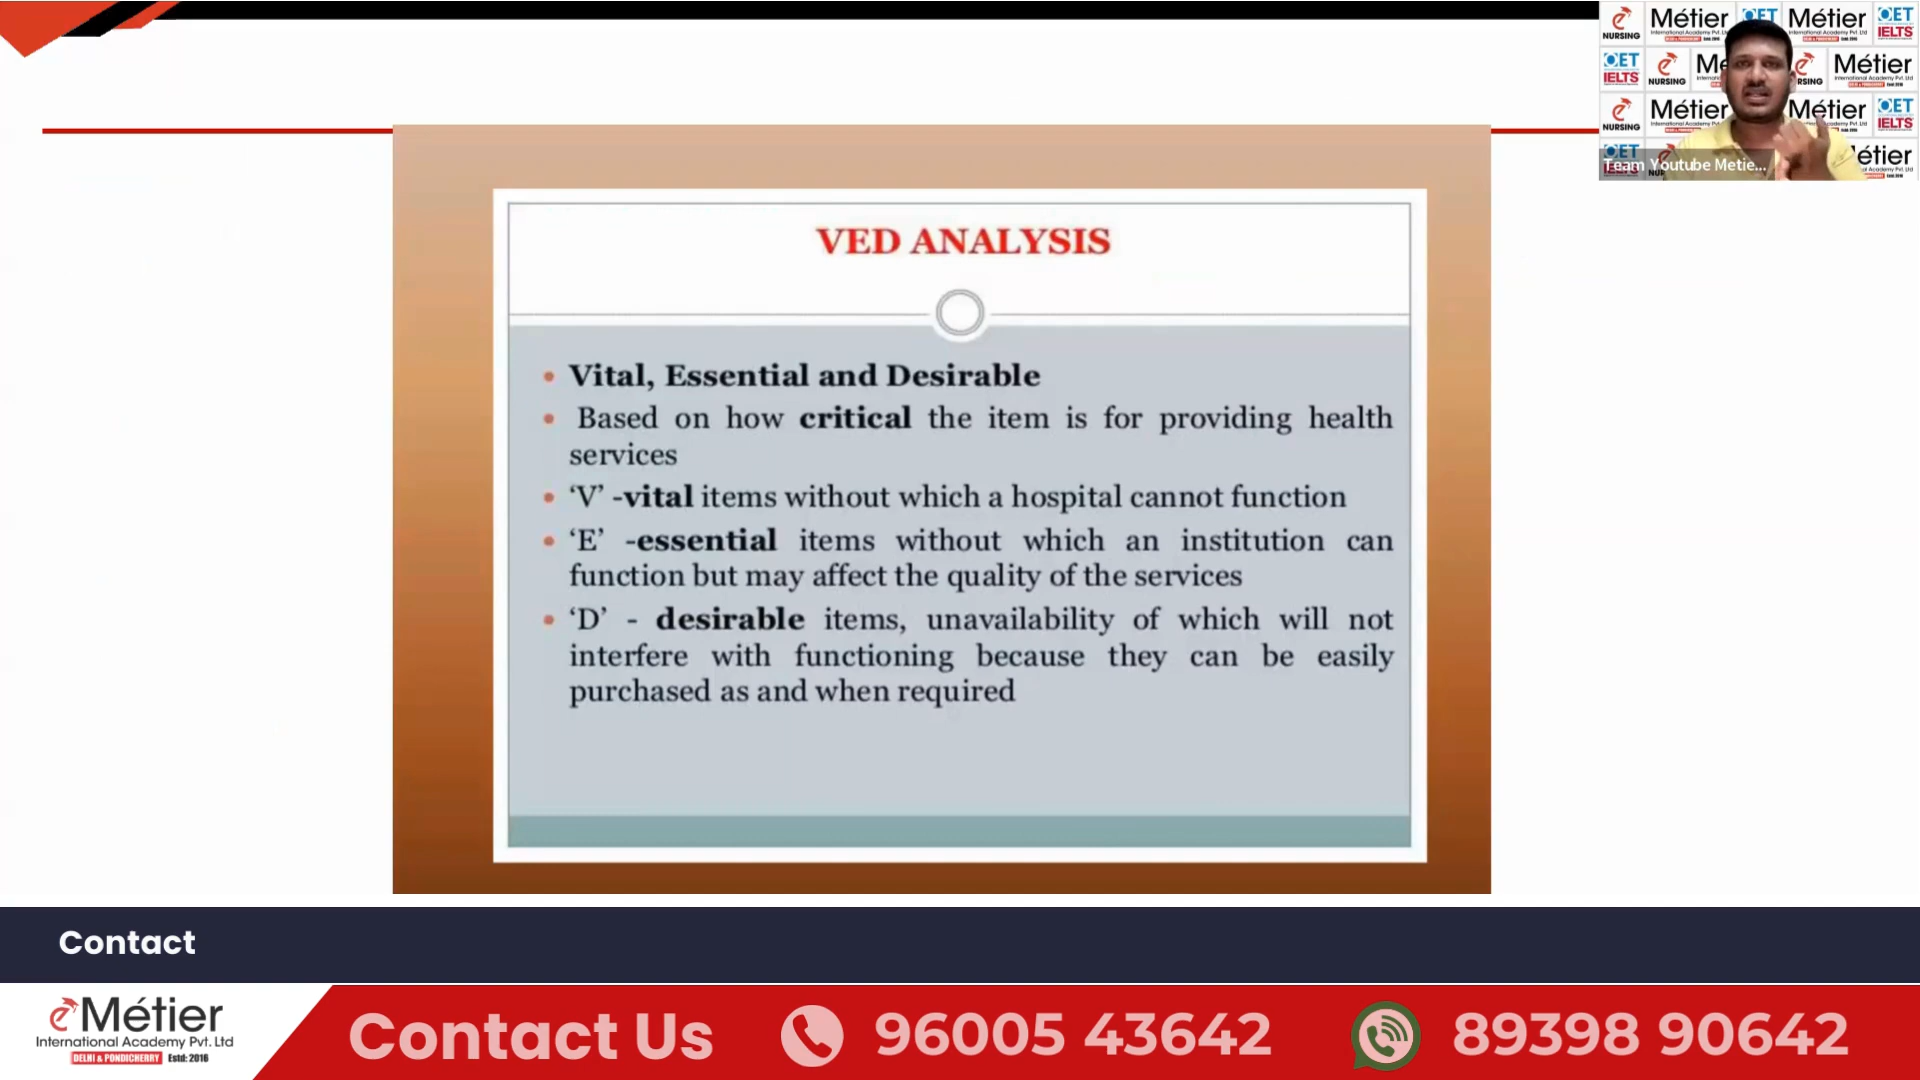 VED ANALYSIS
• Vital, Essential and Desirable
• Based on how critical the item is for providing health
services
• ‘V’ -vital items without which a hospital cannot function
• ‘E’ -essential items without which an institution can
function but may affect the quality of the services
• ‘D’ - desirable items, unavailability of which will not
interfere with functioning because they can be easily
purchased as and when required
NURSING Métier OET Métier OET IELTS
OET IELTS NURSING Métier
NURSING Métier Métier OET IELTS
Team Youtube Metie...
Contact
e Métier
International Academy Pvt. Ltd
DELHI & PONDICHERRY Estd: 2016
Contact Us 96005 43642 89398 90642